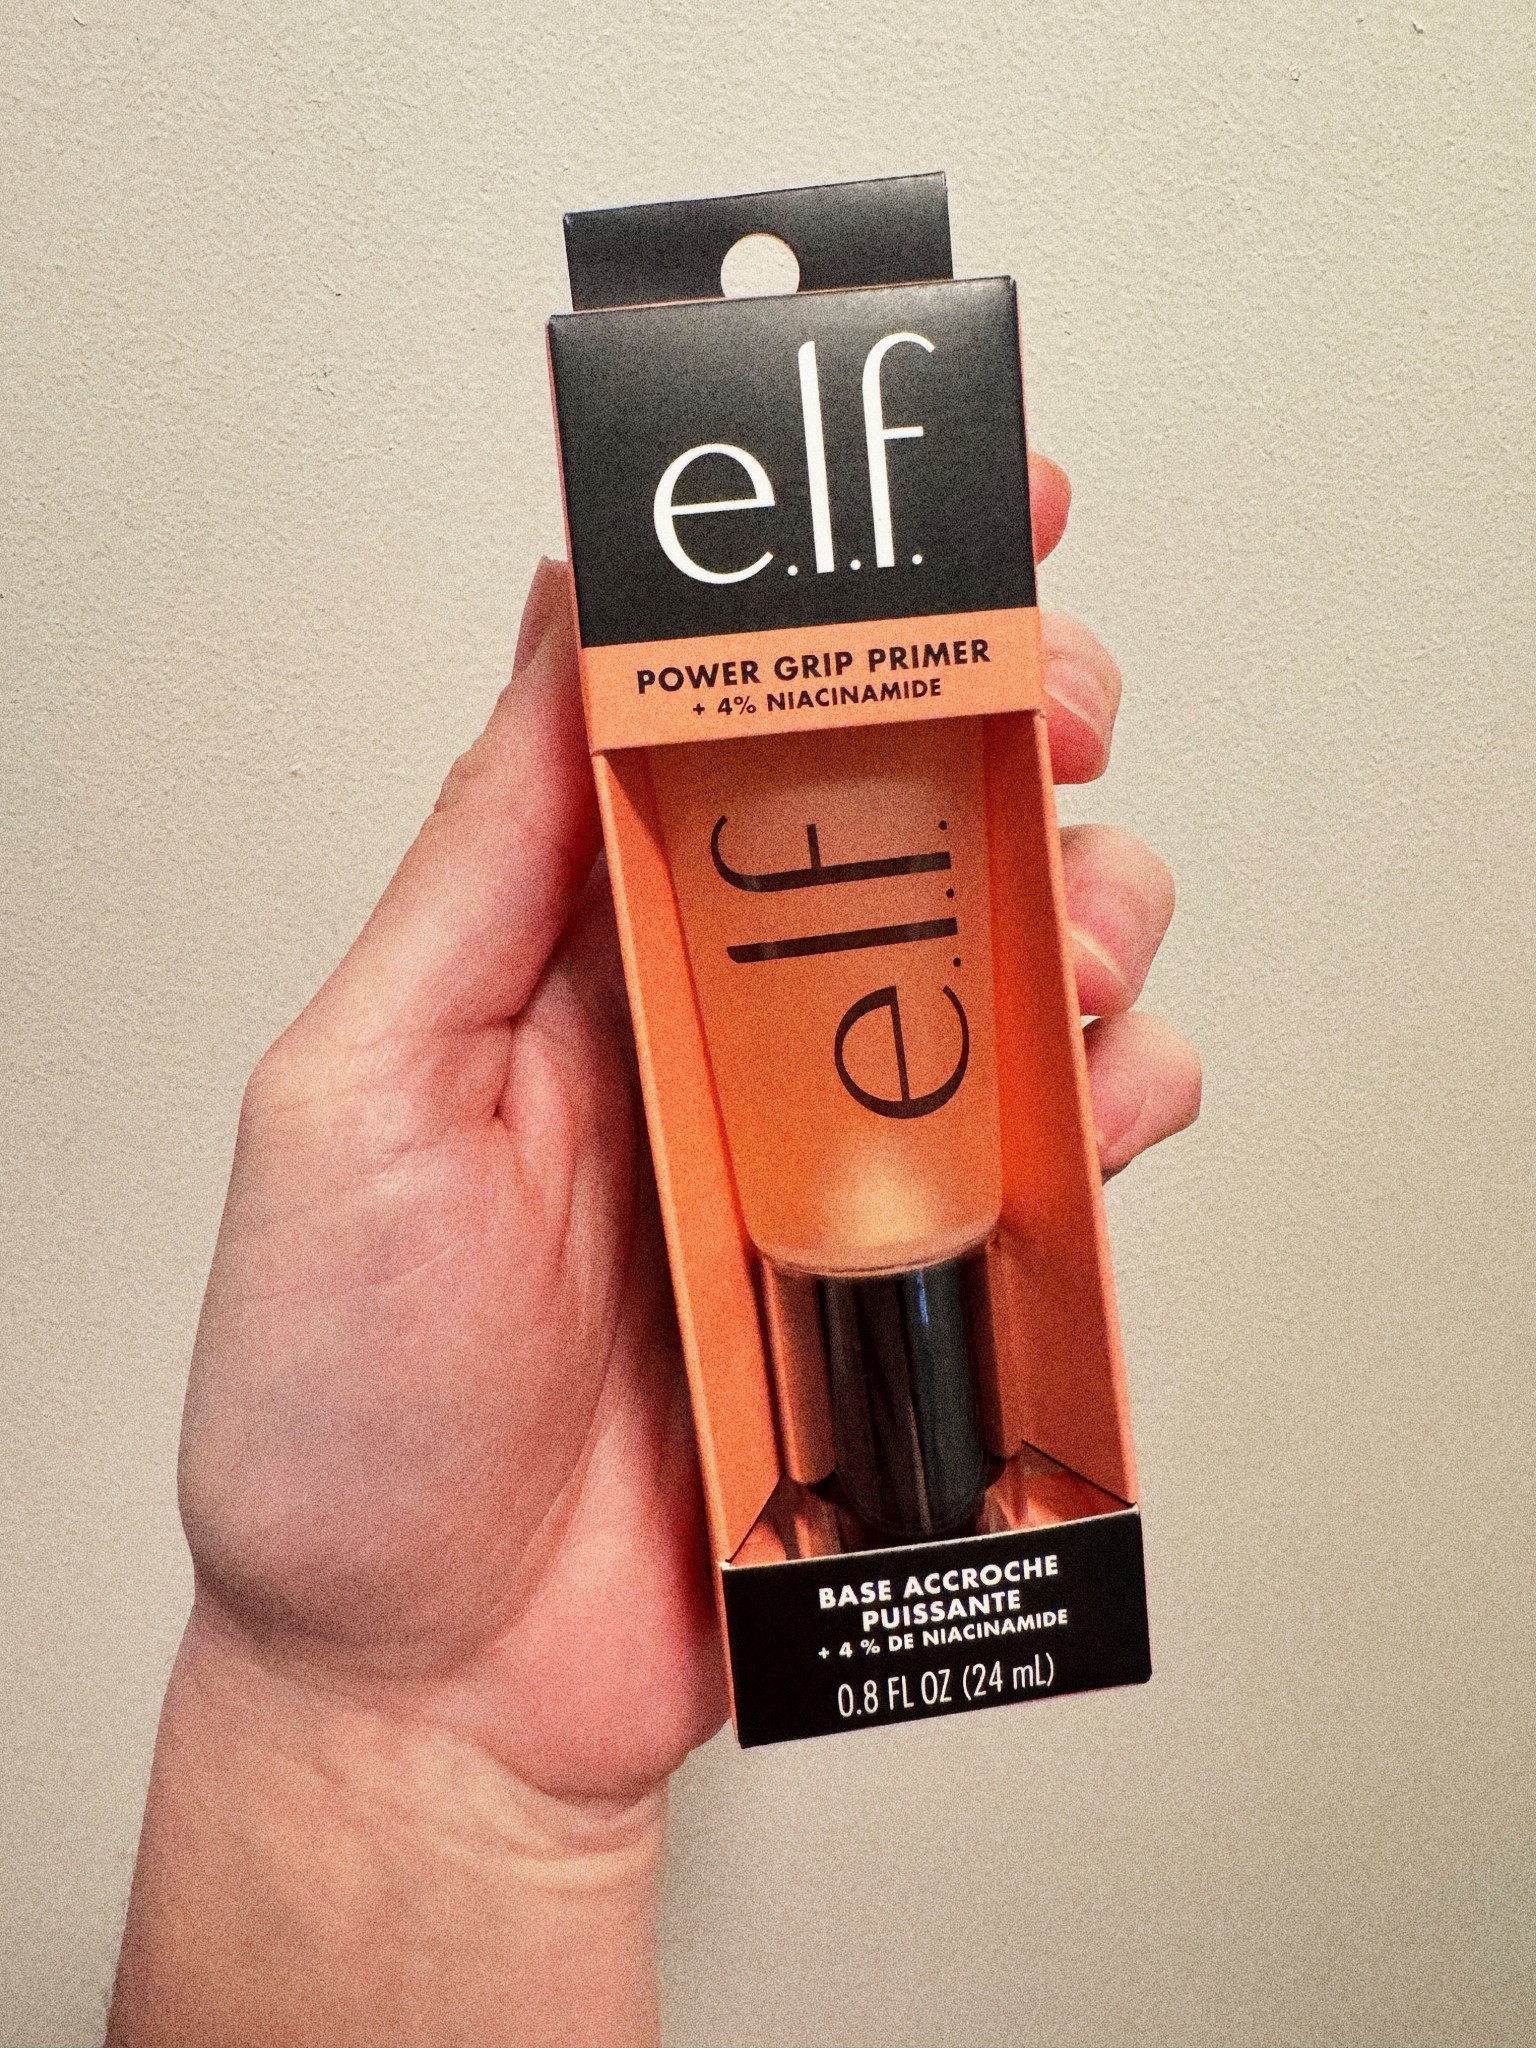 e.l.f.
POWER GRIP PRIMER
+ 4% NIACINAMIDE
e.l.f.
BASE ACCROCHE
PUISSANTE
+ 4 % DE NIACINAMIDE
0.8 FL OZ (24 mL)